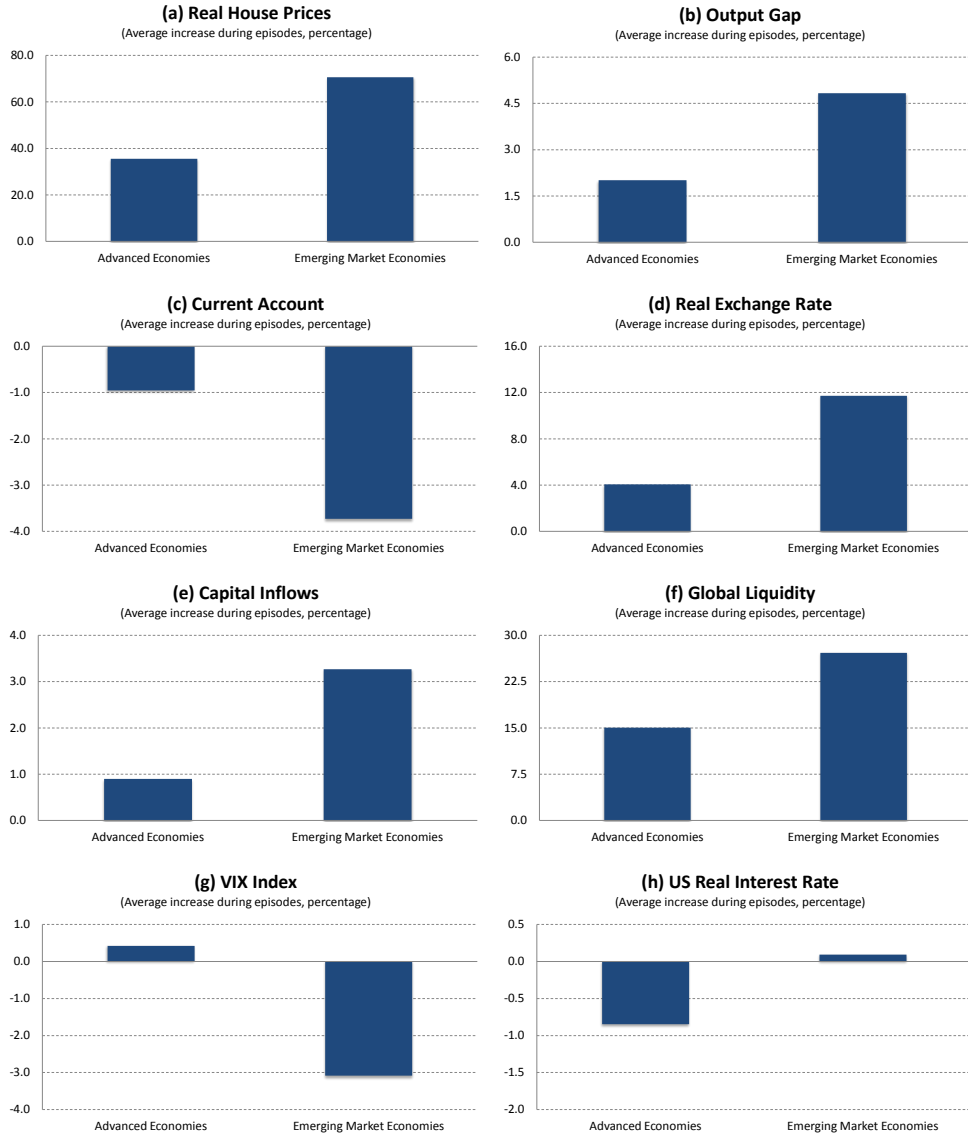 (a) Real House Prices
(Average increase during episodes, percentage)
80.0
60.0
40.0
20.0
0.0
Advanced Economies
Emerging Market Economies
(b) Output Gap
(Average increase during episodes, percentage)
6.0
4.5
3.0
1.5
0.0
Advanced Economies
Emerging Market Economies
(c) Current Account
(Average increase during episodes, percentage)
0.0
-1.0
-2.0
-3.0
-4.0
Advanced Economies
Emerging Market Economies
(d) Real Exchange Rate
(Average increase during episodes, percentage)
16.0
12.0
8.0
4.0
0.0
Advanced Economies
Emerging Market Economies
(e) Capital Inflows
(Average increase during episodes, percentage)
4.0
3.0
2.0
1.0
0.0
Advanced Economies
Emerging Market Economies
(f) Global Liquidity
(Average increase during episodes, percentage)
30.0
22.5
15.0
7.5
0.0
Advanced Economies
Emerging Market Economies
(g) VIX Index
(Average increase during episodes, percentage)
1.0
0.0
-1.0
-2.0
-3.0
-4.0
Advanced Economies
Emerging Market Economies
(h) US Real Interest Rate
(Average increase during episodes, percentage)
0.5
0.0
-0.5
-1.0
-1.5
-2.0
Advanced Economies
Emerging Market Economies